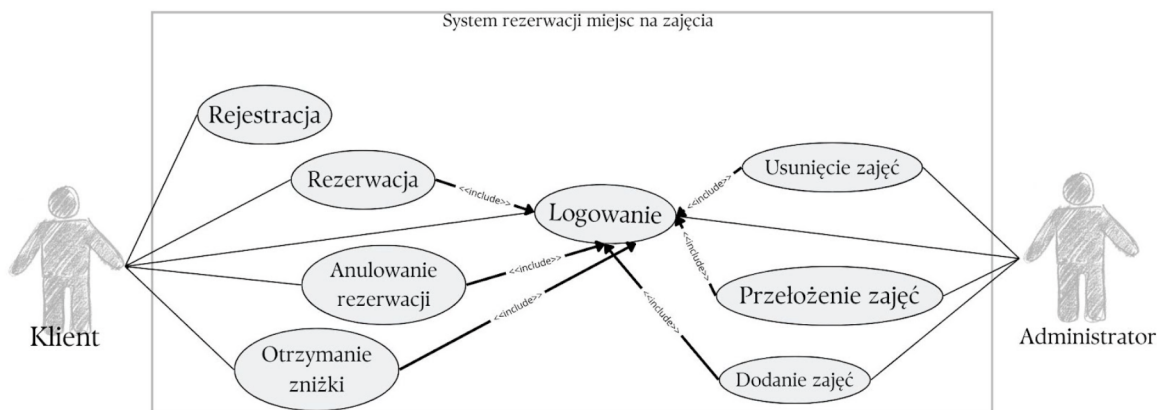 System rezerwacji miejsc na zajęcia
Rejestracja
Rezerwacja
<<include>>
Logowanie
<<include>>
Usunięcie zajęć
Anulowanie
rezerwacji
<<include>>
<<include>>
Przełożenie zajęć
Klient
Administrator
Otrzymanie
zniżki
<<include>>
<<include>>
Dodanie zajęć